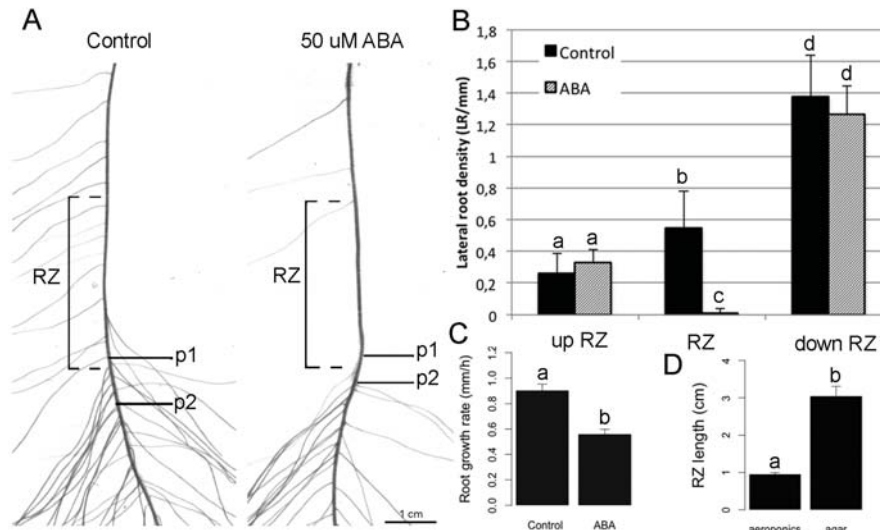 A
Control
50 uM ABA
RZ
p1
p2
RZ
p1
p2
1 cm
B
Lateral root density (LR/mm)
1,8
1,6
1,4
1,2
1
0,8
0,6
0,4
0,2
0
Control
ABA
a
a
b
c
d
d
up RZ
RZ
down RZ
C
Root growth rate (mm/h)
1.2
1.0
0.8
0.6
0.4
0.2
0.0
a
b
Control
ABA
D
RZ length (cm)
4
3
2
1
0
a
b
aeroponics
agar